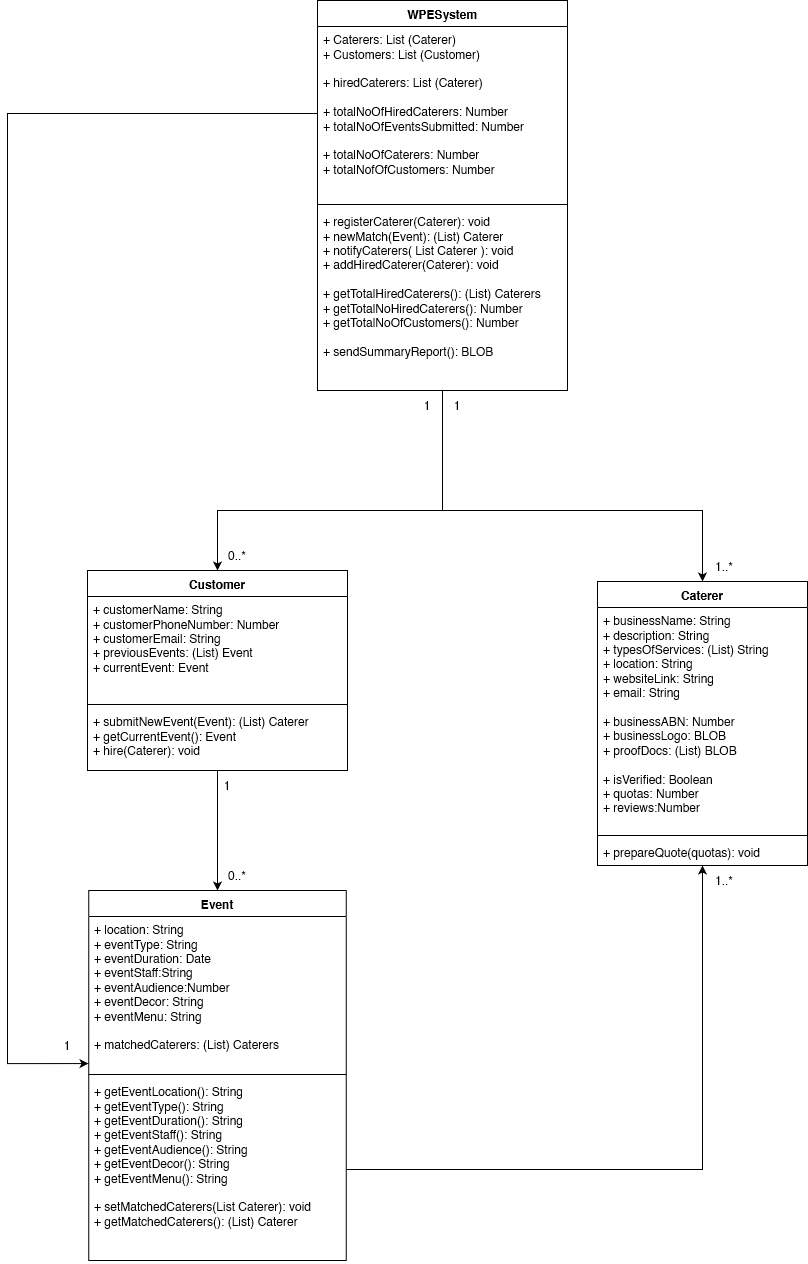 WPESystem
+ Caterers: List (Caterer)
+ Customers: List (Customer)
+ hiredCaterers: List (Caterer)
+ totalNoOfHiredCaterers: Number
+ totalNoOfEventsSubmitted: Number
+ totalNoOfCaterers: Number
+ totalNofOfCustomers: Number
+ registerCaterer(Caterer): void
+ newMatch(Event): (List) Caterer
+ notifyCaterers( List Caterer ): void
+ addHiredCaterer(Caterer): void
+ getTotalHiredCaterers(): (List) Caterers
+ getTotalNoHiredCaterers(): Number
+ getTotalNoOfCustomers(): Number
+ sendSummaryReport(): BLOB
1 1
0..*
1..*
Customer
+ customerName: String
+ customerPhoneNumber: Number
+ customerEmail: String
+ previousEvents: (List) Event
+ currentEvent: Event
+ submitNewEvent(Event): (List) Caterer
+ getCurrentEvent(): Event
+ hire(Caterer): void
1
0..*
Caterer
+ businessName: String
+ description: String
+ typesOfServices: (List) String
+ location: String
+ websiteLink: String
+ email: String
+ businessABN: Number
+ businessLogo: BLOB
+ proofDocs: (List) BLOB
+ isVerified: Boolean
+ quotas: Number
+ reviews:Number
+ prepareQuote(quotas): void
1..*
Event
+ location: String
+ eventType: String
+ eventDuration: Date
+ eventStaff:String
+ eventAudience:Number
+ eventDecor: String
+ eventMenu: String
+ matchedCaterers: (List) Caterers
1
+ getEventLocation(): String
+ getEventType(): String
+ getEventDuration(): String
+ getEventStaff(): String
+ getEventAudience(): String
+ getEventDecor(): String
+ getEventMenu(): String
+ setMatchedCaterers(List Caterer): void
+ getMatchedCaterers(): (List) Caterer